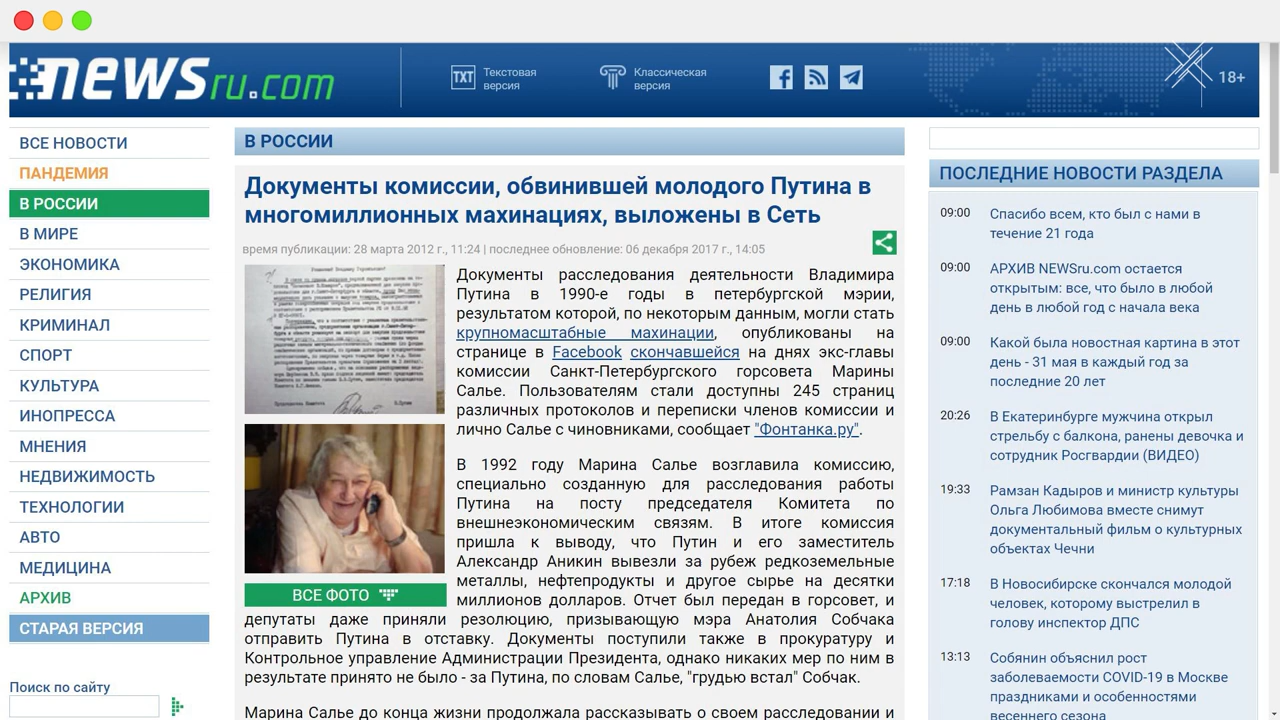 newsru.com
TXT
Текстовая
версия
Классическая
версия
18+
ВСЕ НОВОСТИ
ПАНДЕМИЯ
В РОССИИ
В МИРЕ
ЭКОНОМИКА
РЕЛИГИЯ
КРИМИНАЛ
СПОРТ
КУЛЬТУРА
ИНОПРЕССА
МНЕНИЯ
НЕДВИЖИМОСТЬ
ТЕХНОЛОГИИ
АВТО
МЕДИЦИНА
АРХИВ
СТАРАЯ ВЕРСИЯ
Поиск по сайту
В РОССИИ
Документы комиссии, обвинившей молодого Путина в
многомиллионных махинациях, выложены в Сеть
время публикации: 28 марта 2012 г., 11:24 | последнее обновление: 06 декабря 2017 г., 14:05
Документы расследования деятельности Владимира
Путина в 1990-е годы в петербургской мэрии,
результатом которой, по некоторым данным, могли стать
крупномасштабные махинации, опубликованы на
странице в Facebook скончавшейся на днях экс-главы
комиссии Санкт-Петербургского горсовета Марины
Салье. Пользователям стали доступны 245 страниц
различных протоколов и переписки членов комиссии и
лично Салье с чиновниками, сообщает "Фонтанка.ру".
В 1992 году Марина Салье возглавила комиссию,
специально созданную для расследования работы
Путина на посту председателя Комитета по
внешнеэкономическим связям. В итоге комиссия
пришла к выводу, что Путин и его заместитель
Александр Аникин вывезли за рубеж редкоземельные
металлы, нефтепродукты и другое сырье на десятки
ВСЕ ФОТО
миллионов долларов. Отчет был передан в горсовет, и
депутаты даже приняли резолюцию, призывающую мэра Анатолия Собчака
отправить Путина в отставку. Документы поступили также в прокуратуру и
Контрольное управление Администрации Президента, однако никаких мер по ним в
результате принято не было - за Путина, по словам Салье, "грудью встал" Собчак.
Марина Салье до конца жизни продолжала рассказывать о своем расследовании и
ПОСЛЕДНИЕ НОВОСТИ РАЗДЕЛА
09:00 Спасибо всем, кто был с нами в
течение 21 года
09:00 АРХИВ NEWSru.com остается
открытым: все, что было в любой
день в любой год с начала века
09:00 Какой была новостная картина в этот
день - 31 мая в каждый год за
последние 20 лет
20:26 В Екатеринбурге мужчина открыл
стрельбу с балкона, ранены девочка и
сотрудник Росгвардии (ВИДЕО)
19:33 Рамзан Кадыров и министр культуры
Ольга Любимова вместе снимут
документальный фильм о культурных
объектах Чечни
17:18 В Новосибирске скончался молодой
человек, которому выстрелил в
голову инспектор ДПС
13:13 Собянин объяснил рост
заболеваемости COVID-19 в Москве
праздниками и особенностями
весеннего сезона